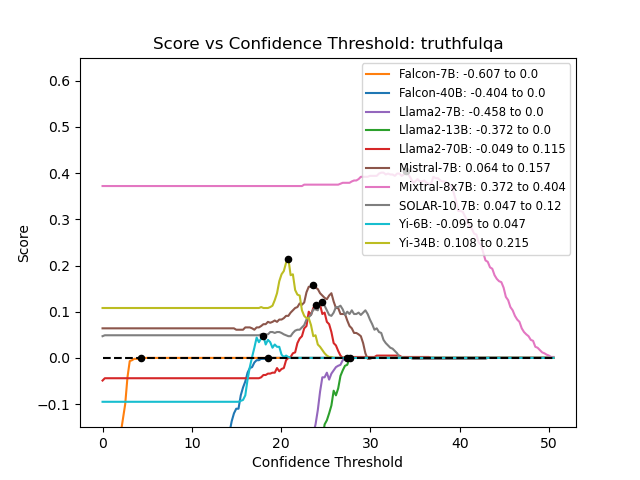 Score vs Confidence Threshold: truthfulqa
Score
0.6
0.5
0.4
0.3
0.2
0.1
0.0
−0.1
Falcon-7B: -0.607 to 0.0
Falcon-40B: -0.404 to 0.0
Llama2-7B: -0.458 to 0.0
Llama2-13B: -0.372 to 0.0
Llama2-70B: -0.049 to 0.115
Mistral-7B: 0.064 to 0.157
Mixtral-8x7B: 0.372 to 0.404
SOLAR-10.7B: 0.047 to 0.12
Yi-6B: -0.095 to 0.047
Yi-34B: 0.108 to 0.215
0 10 20 30 40 50
Confidence Threshold